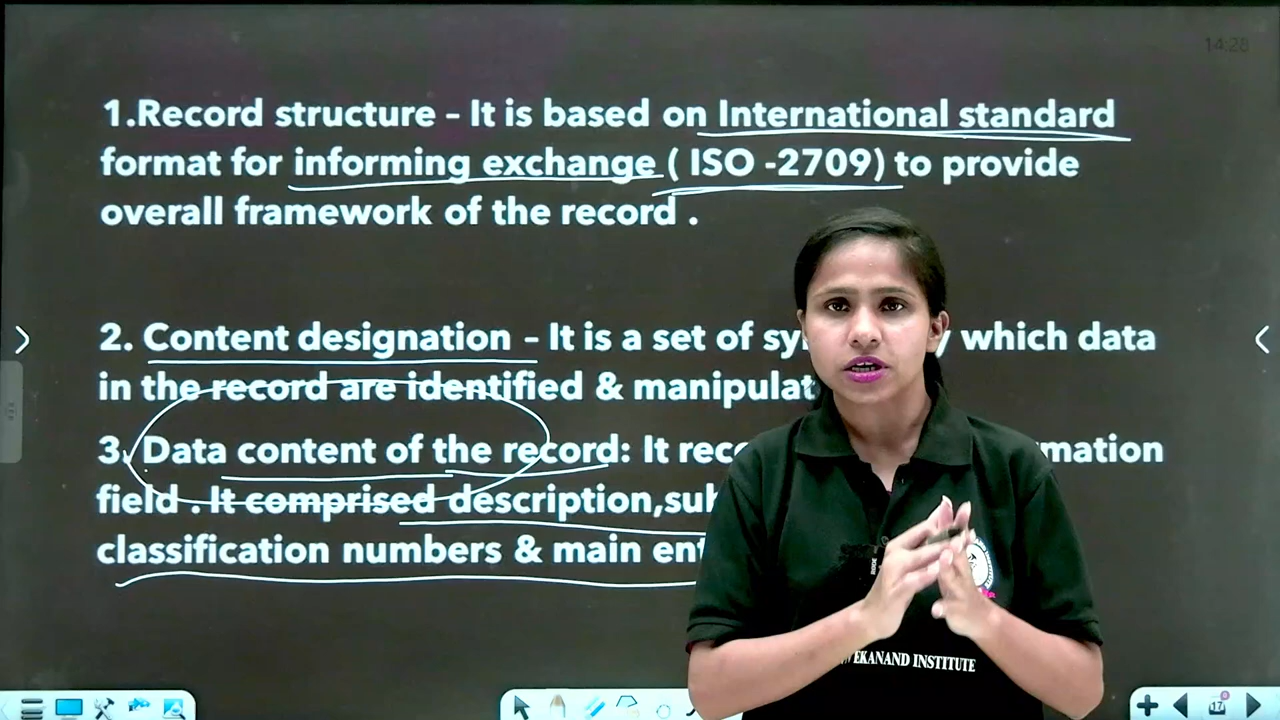 14:28
1.Record structure – It is based on International standard
format for informing exchange ( ISO -2709) to provide
overall framework of the record .
2. Content designation – It is a set of which data
in the record are identified & manipulat
3. Data content of the record: It rec mation
field . It comprised description,sub
classification numbers & main ent
EKANAND INSTITUTE
17